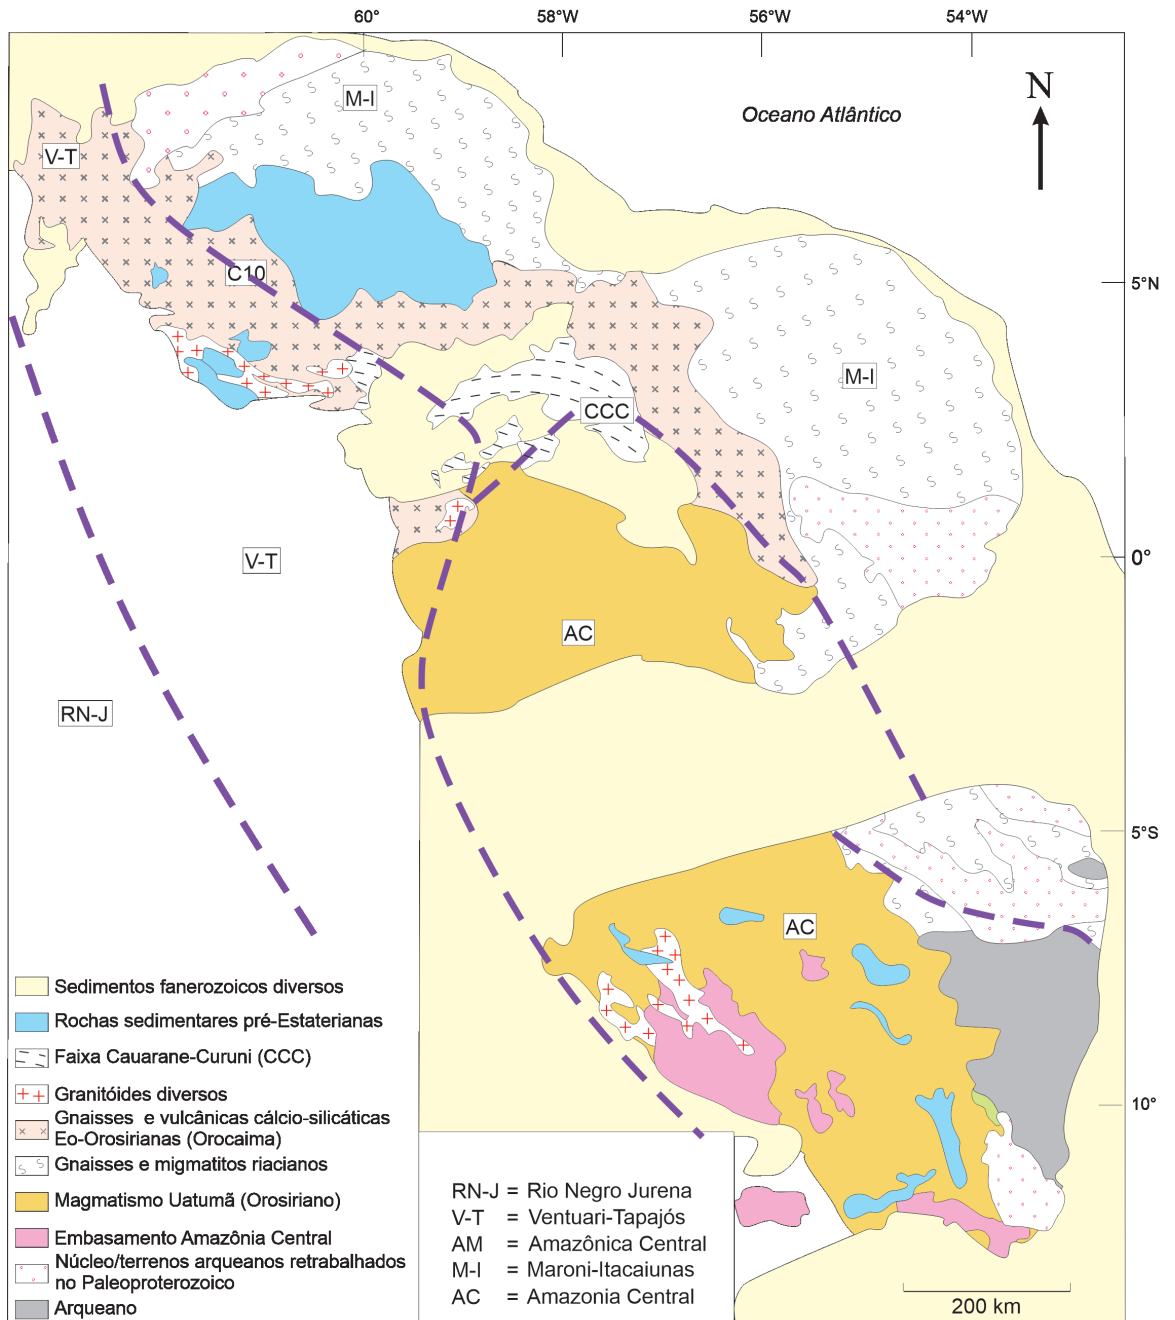 60°
58°W
56°W
54°W
M-I
Oceano Atlântico
N
V-T
C10
5°N
M-I
CCC
V-T
0°
AC
RN-J
5°S
AC
Sedimentos fanerozoicos diversos
Rochas sedimentares pré-Estaterianas
Faixa Cauarane-Curuni (CCC)
Granitóides diversos
Gnaisses e vulcânicas cálcio-silicáticas
Eo-Orosirianas (Orocaima)
Gnaisses e migmatitos riacianos
Magmatismo Uatumã (Orosiriano)
Embasamento Amazônia Central
Núcleo/terrenos arqueanos retrabalhados
no Paleoproterozoico
Arqueano
10°
RN-J = Rio Negro Jurena
V-T = Ventuari-Tapajós
AM = Amazônica Central
M-I = Maroni-Itacaiunas
AC = Amazonia Central
200 km